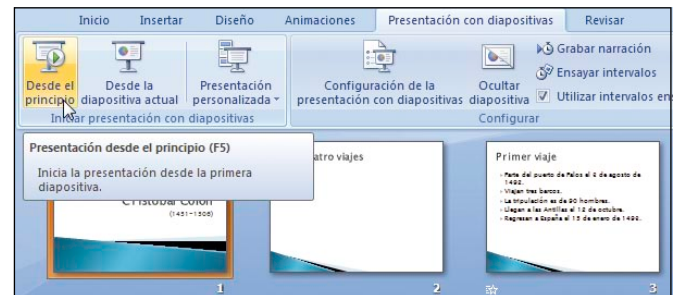 Inicio Insertar Diseño Animaciones Presentación con diapositivas Revisar
Desde el principio
Desde la diapositiva actual
Presentación personalizada
Iniciar presentación con diapositivas
Configuración de la presentación con diapositivas
Ocultar diapositiva
Grabar narración
Ensayar intervalos
Utilizar intervalos ens
Configurar
Presentación desde el principio (F5)
Inicia la presentación desde la primera
diapositiva.
Cristóbal Colón
(1451-1506)
1
atro viajes
2
Primer viaje
Parte del puerto de Palos el 2 de agosto de
1492.
Viajan tres barcos.
La tripulación es de 90 hombres.
Llegan a las Antillas el 12 de octubre.
Regresan a España el 15 de enero de 1493.
3